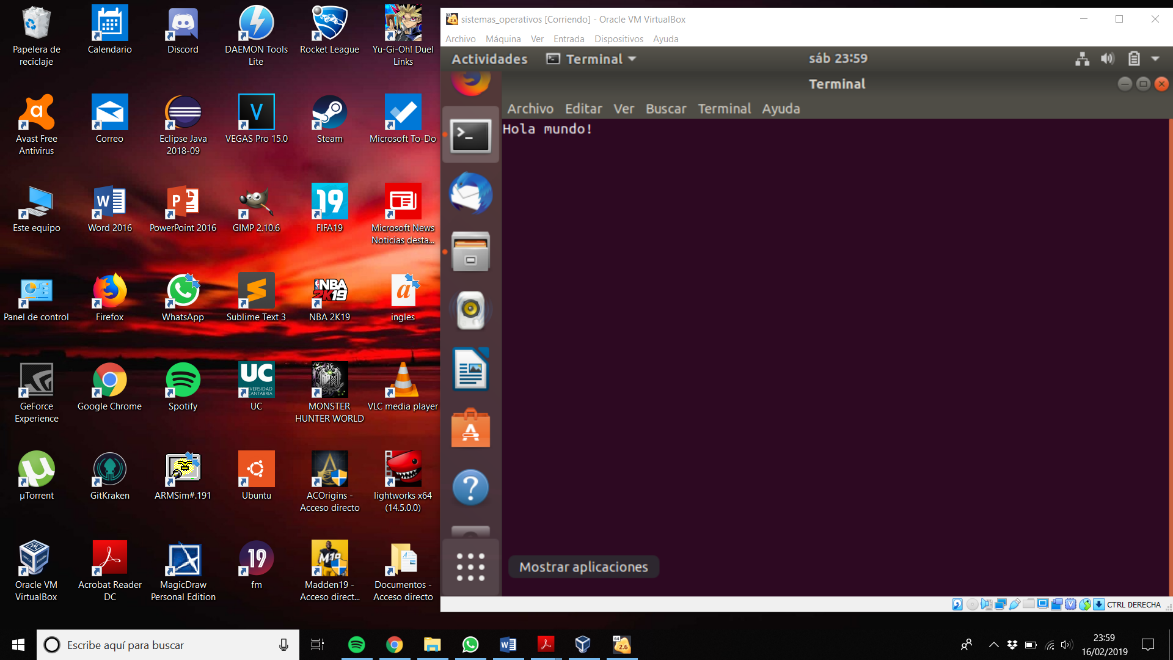 Papelera de
reciclaje
Calendario
Discord
DAEMON Tools
Lite
Rocket League
Yu-Gi-Oh! Duel
Links
Avast Free
Antivirus
Correo
Eclipse Java
2018-09
VEGAS Pro 15.0
Steam
Microsoft To-Do
Este equipo
Word 2016
PowerPoint 2016
GIMP 2.10.6
19
FIFA19
Microsoft News
Noticias desta...
Panel de control
Firefox
WhatsApp
Sublime Text 3
NBA
2K19
NBA 2K19
ingles
GeForce
Experience
Google Chrome
Spotify
UC
UC
MONSTER
HUNTER WORLD
VLC media player
µTorrent
GitKraken
ARMSim#.191
Ubuntu
ACOrigins -
Acceso directo
lightworks x64
(14.5.0.0)
Oracle VM
VirtualBox
Acrobat Reader
DC
MagicDraw
Personal Edition
19
fm
Madden19 -
Acceso direct...
Documentos -
Acceso directo
sistemas_operativos [Corriendo] - Oracle VM VirtualBox
Archivo Máquina Ver Entrada Dispositivos Ayuda
Actividades Terminal sáb 23:59
Terminal
Archivo Editar Ver Buscar Terminal Ayuda
Hola mundo!
Mostrar aplicaciones
CTRL DERECHA
Escribe aquí para buscar
23:59
16/02/2019